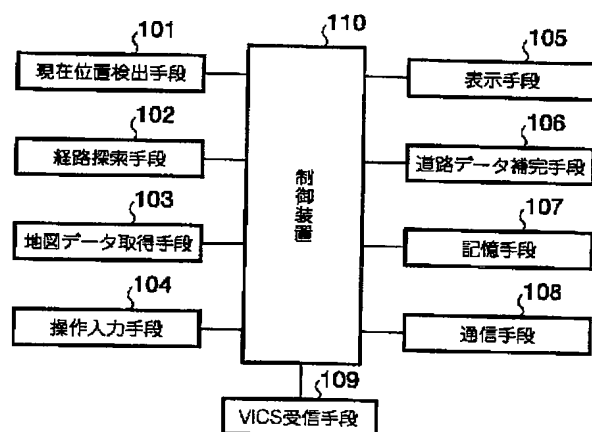 101
現在位置検出手段
102
経路探索手段
103
地図データ取得手段
104
操作入力手段
110
制御装置
105
表示手段
106
道路データ補完手段
107
記憶手段
108
通信手段
109
VICS受信手段